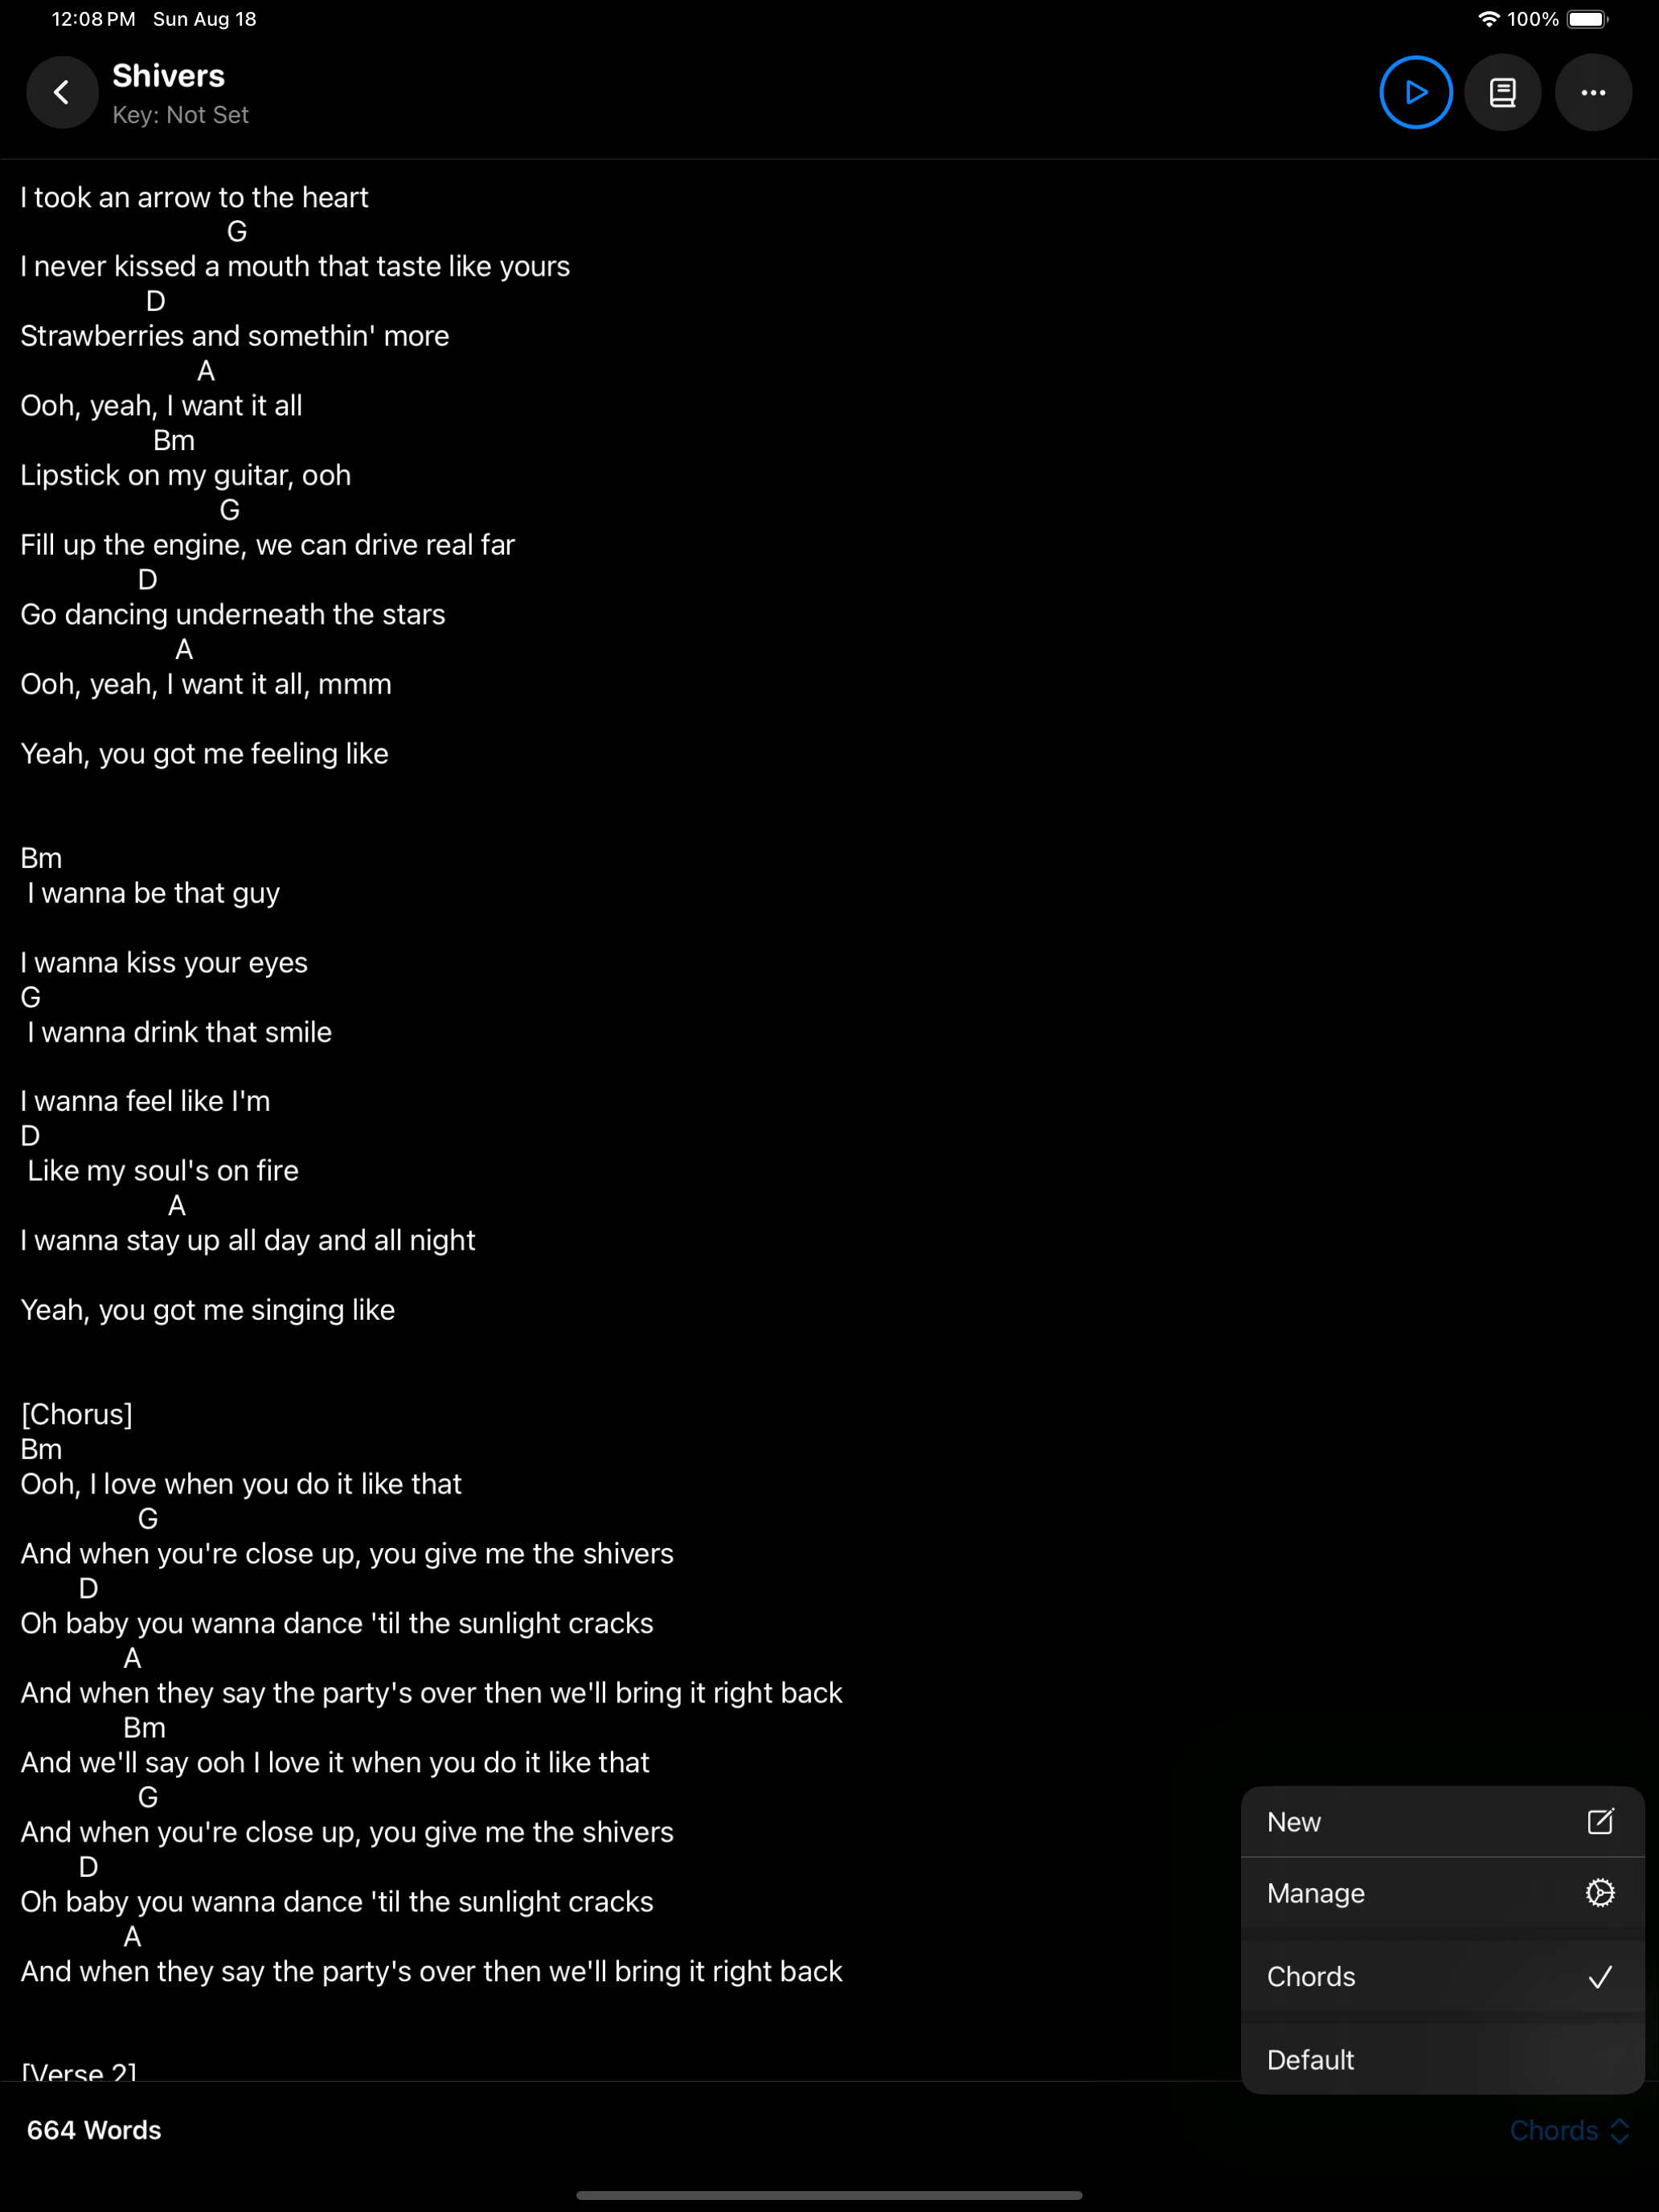 12:08 PM Sun Aug 18 100%
Shivers
Key: Not Set
I took an arrow to the heart
G
I never kissed a mouth that taste like yours
D
Strawberries and somethin' more
A
Ooh, yeah, I want it all
Bm
Lipstick on my guitar, ooh
G
Fill up the engine, we can drive real far
D
Go dancing underneath the stars
A
Ooh, yeah, I want it all, mmm
Yeah, you got me feeling like
Bm
I wanna be that guy
I wanna kiss your eyes
G
I wanna drink that smile
I wanna feel like I'm
D
Like my soul's on fire
A
I wanna stay up all day and all night
Yeah, you got me singing like
[Chorus]
Bm
Ooh, I love when you do it like that
G
And when you're close up, you give me the shivers
D
Oh baby you wanna dance 'til the sunlight cracks
A
And when they say the party's over then we'll bring it right back
Bm
And we'll say ooh I love it when you do it like that
G
And when you're close up, you give me the shivers
D
Oh baby you wanna dance 'til the sunlight cracks
A
And when they say the party's over then we'll bring it right back
[Verse 2]
New
Manage
Chords
Default
664 Words
Chords